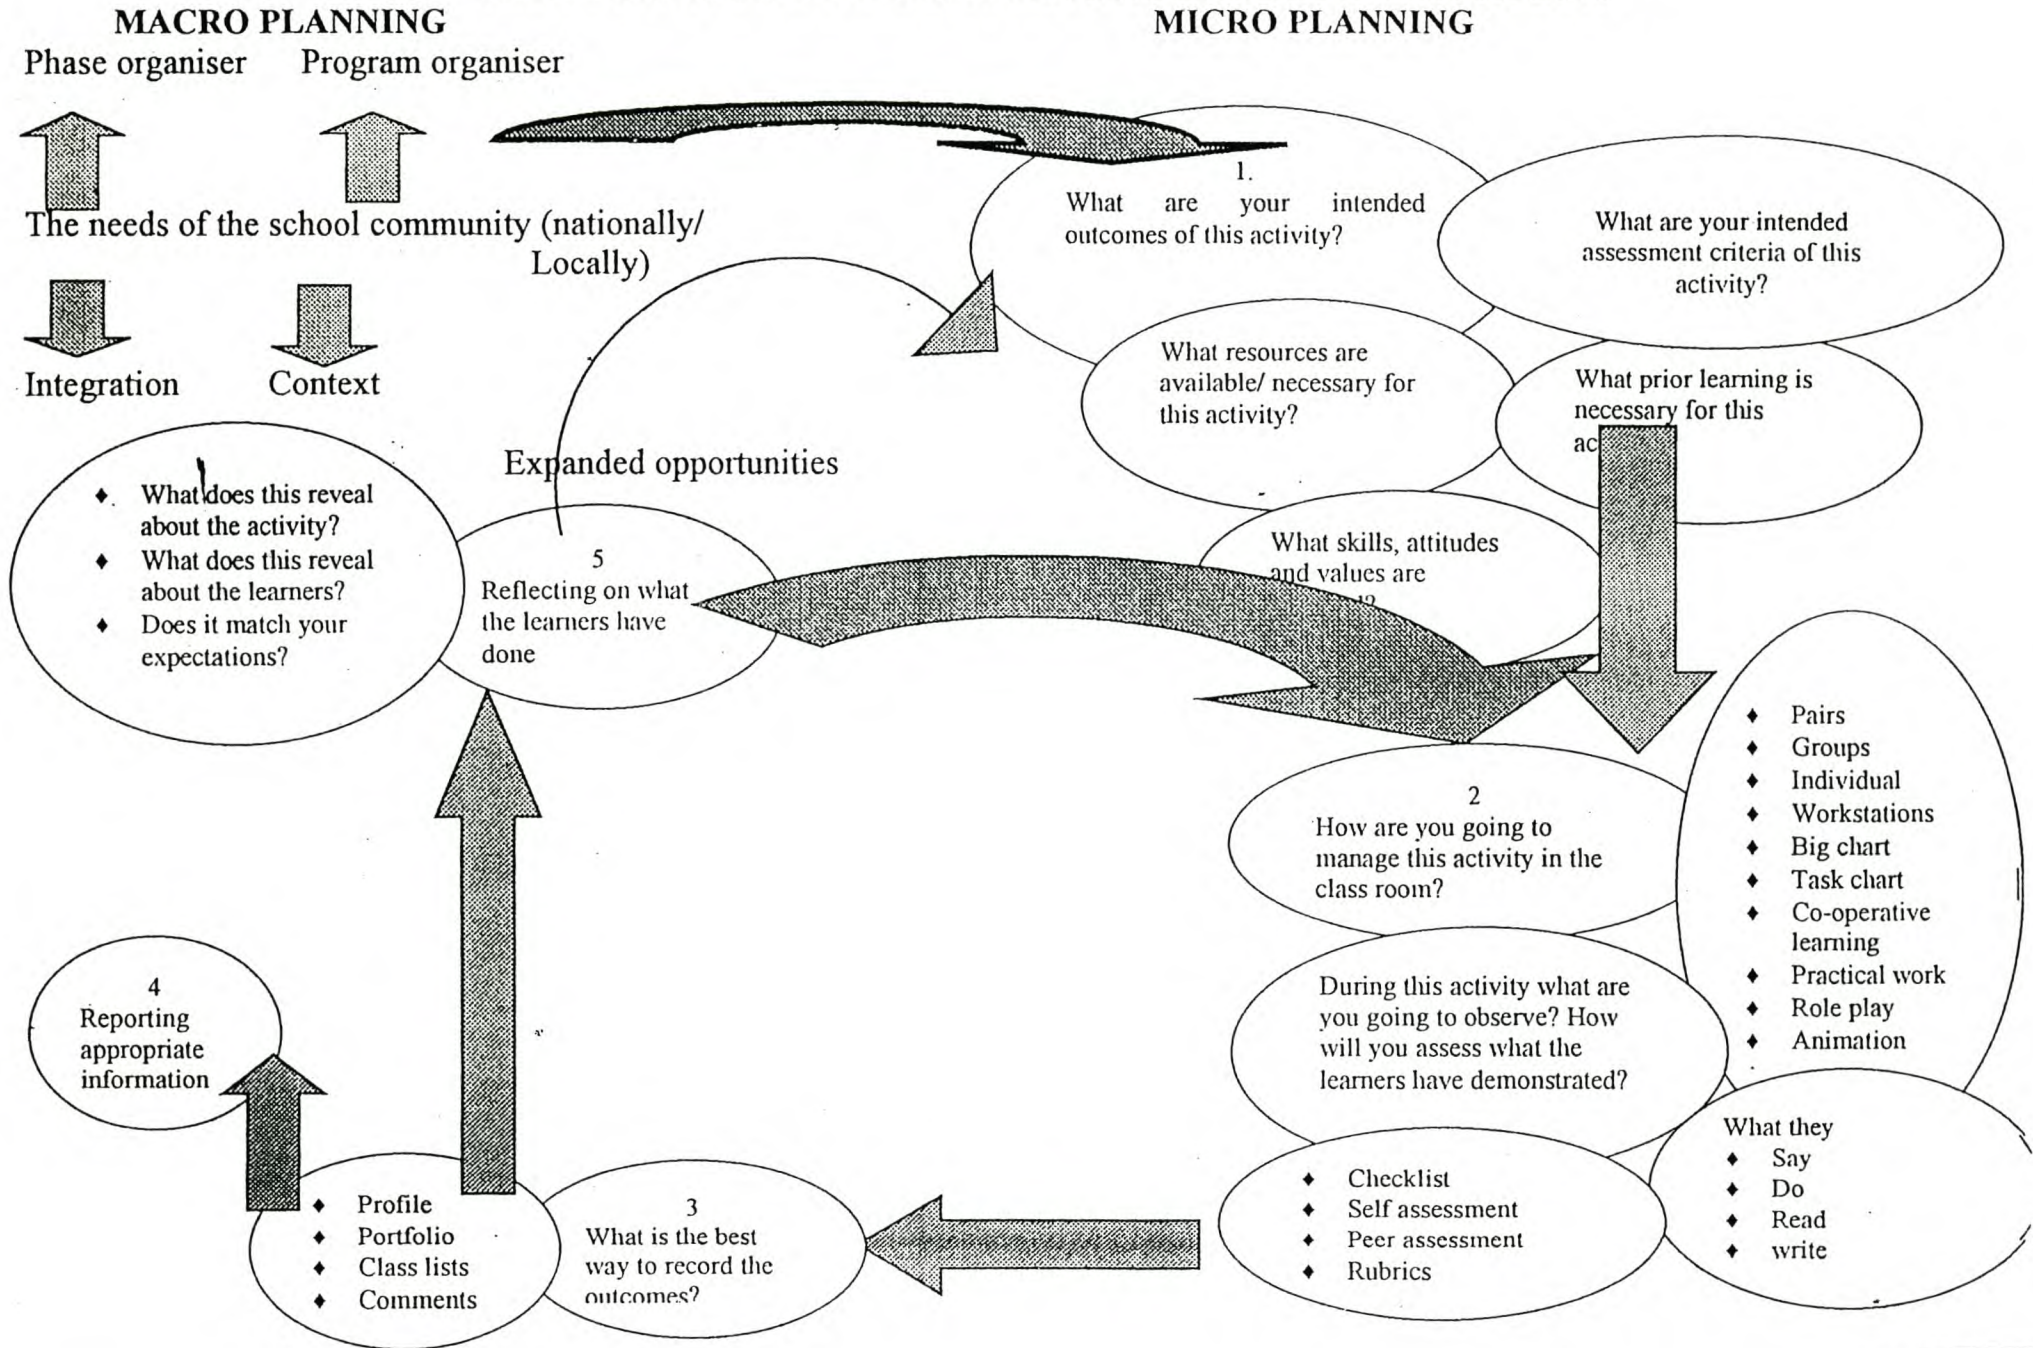 MACRO PLANNING
MICRO PLANNING
Phase organiser Program organiser
The needs of the school community (nationally/
Locally)
Integration Context
1.
What are your intended
outcomes of this activity?
What are your intended
assessment criteria of this
activity?
What resources are
available/ necessary for
this activity?
What prior learning is
necessary for this
What skills, attitudes
and values are
Expanded opportunities
♦ What does this reveal
about the activity?
♦ What does this reveal
about the learners?
♦ Does it match your
expectations?
5
Reflecting on what
the learners have
done
2
How are you going to
manage this activity in the
class room?
♦ Pairs
♦ Groups
♦ Individual
♦ Workstations
♦ Big chart
♦ Task chart
♦ Co-operative
learning
♦ Practical work
♦ Role play
♦ Animation
During this activity what are
you going to observe? How
will you assess what the
learners have demonstrated?
What they
♦ Say
♦ Do
♦ Read
♦ write
♦ Checklist
♦ Self assessment
♦ Peer assessment
♦ Rubrics
3
What is the best
way to record the
outcomes?
♦ Profile
♦ Portfolio
♦ Class lists
♦ Comments
4
Reporting
appropriate
information